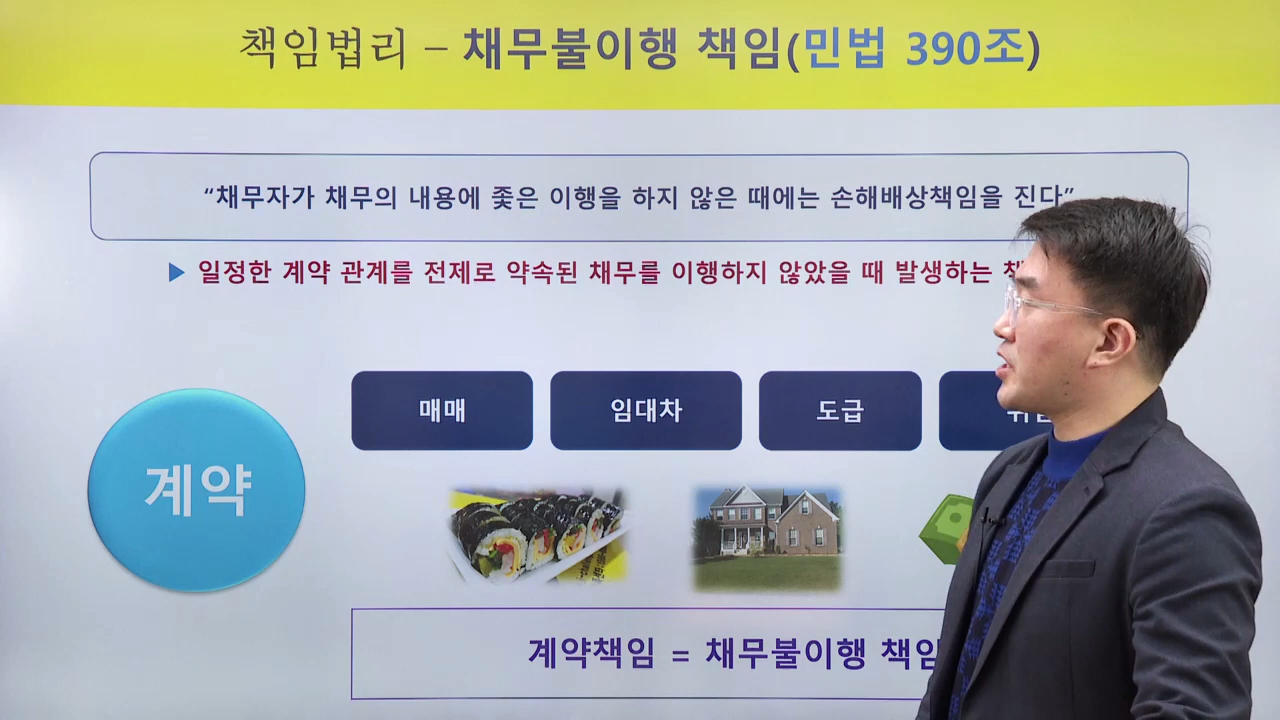 책임법리 – 채무불이행 책임(민법 390조)
“채무자가 채무의 내용에 좇은 이행을 하지 않은 때에는 손해배상책임을 진다”
▶ 일정한 계약 관계를 전제로 약속된 채무를 이행하지 않았을 때 발생하는
매매 임대차 도급
계약
계약책임 = 채무불이행 책임